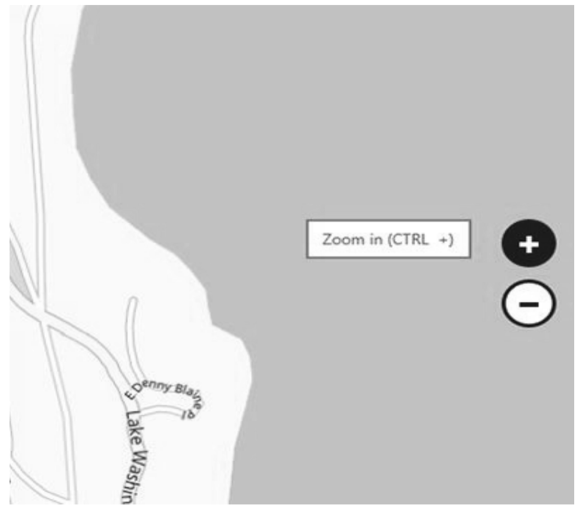 Zoom in (CTRL +)
+
−
E Denny Blaine Pl
Lake Washin